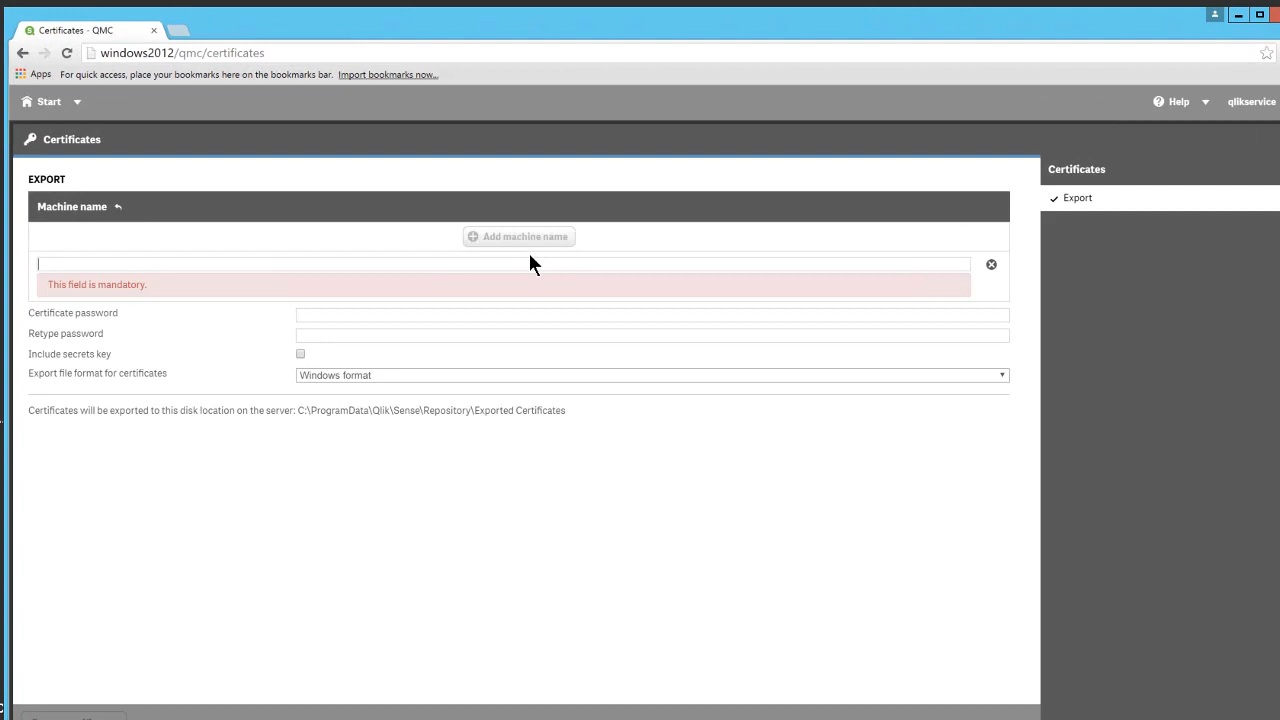 Certificates - QMC
windows2012/qmc/certificates
Apps For quick access, place your bookmarks here on the bookmarks bar. Import bookmarks now...
Start Help qlikservice
Certificates
EXPORT
Certificates
Machine name
Export
Add machine name
This field is mandatory.
Certificate password
Retype password
Include secrets key
Export file format for certificates Windows format
Certificates will be exported to this disk location on the server: C:\ProgramData\Qlik\Sense\Repository\Exported Certificates